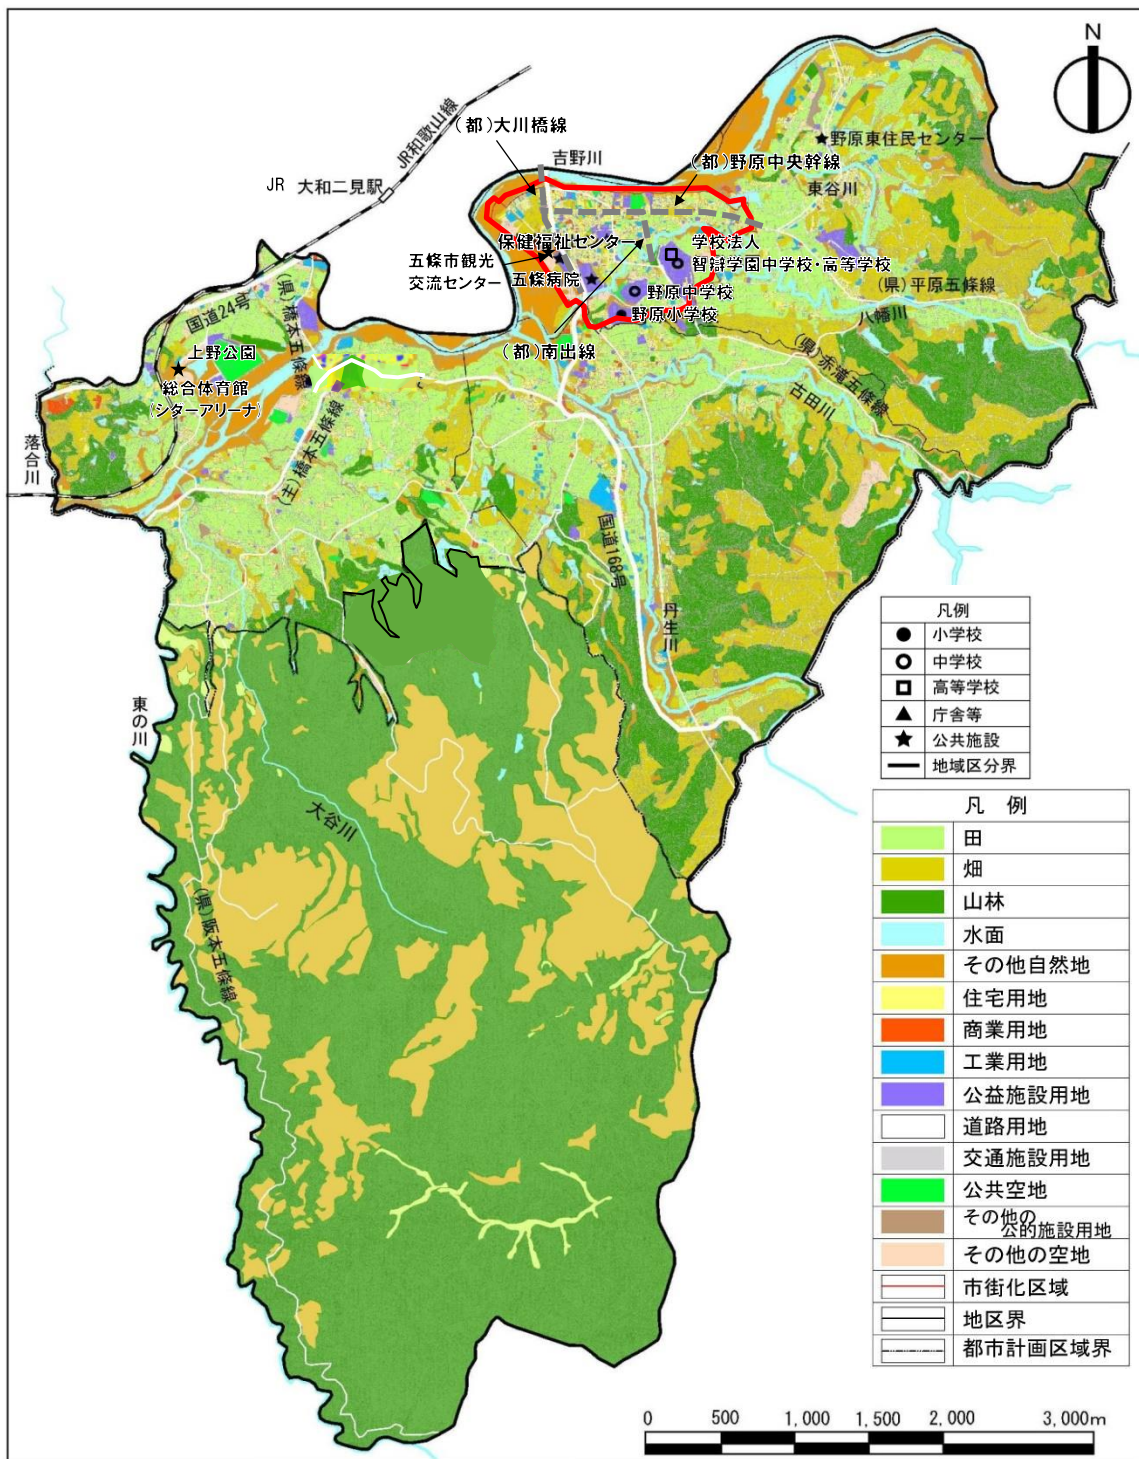 N
(都)大川橋線
JR和歌山線
吉野川
(都)野原中央幹線
野原東住民センター
JR 大和二見駅
東谷川
保健福祉センター
学校法人
智辯学園中学校・高等学校
五條市観光
交流センター
五條病院
野原中学校
野原小学校
(県)平原五條線
八幡川
(都)南出線
(県)赤滝五條線
古田川
国道24号
(県)橋本五條線
上野公園
総合体育館
(シダーアリーナ)
落合川
(主)橋本五條線
国道168号
丹生川
東の川
大谷川
(県)阪本五條線
凡例
小学校
中学校
高等学校
庁舎等
公共施設
地域区分界
凡 例
田
畑
山林
水面
その他自然地
住宅用地
商業用地
工業用地
公益施設用地
道路用地
交通施設用地
公共空地
その他の
公的施設用地
その他の空地
市街化区域
地区界
都市計画区域界
0 500 1,000 1,500 2,000 3,000m